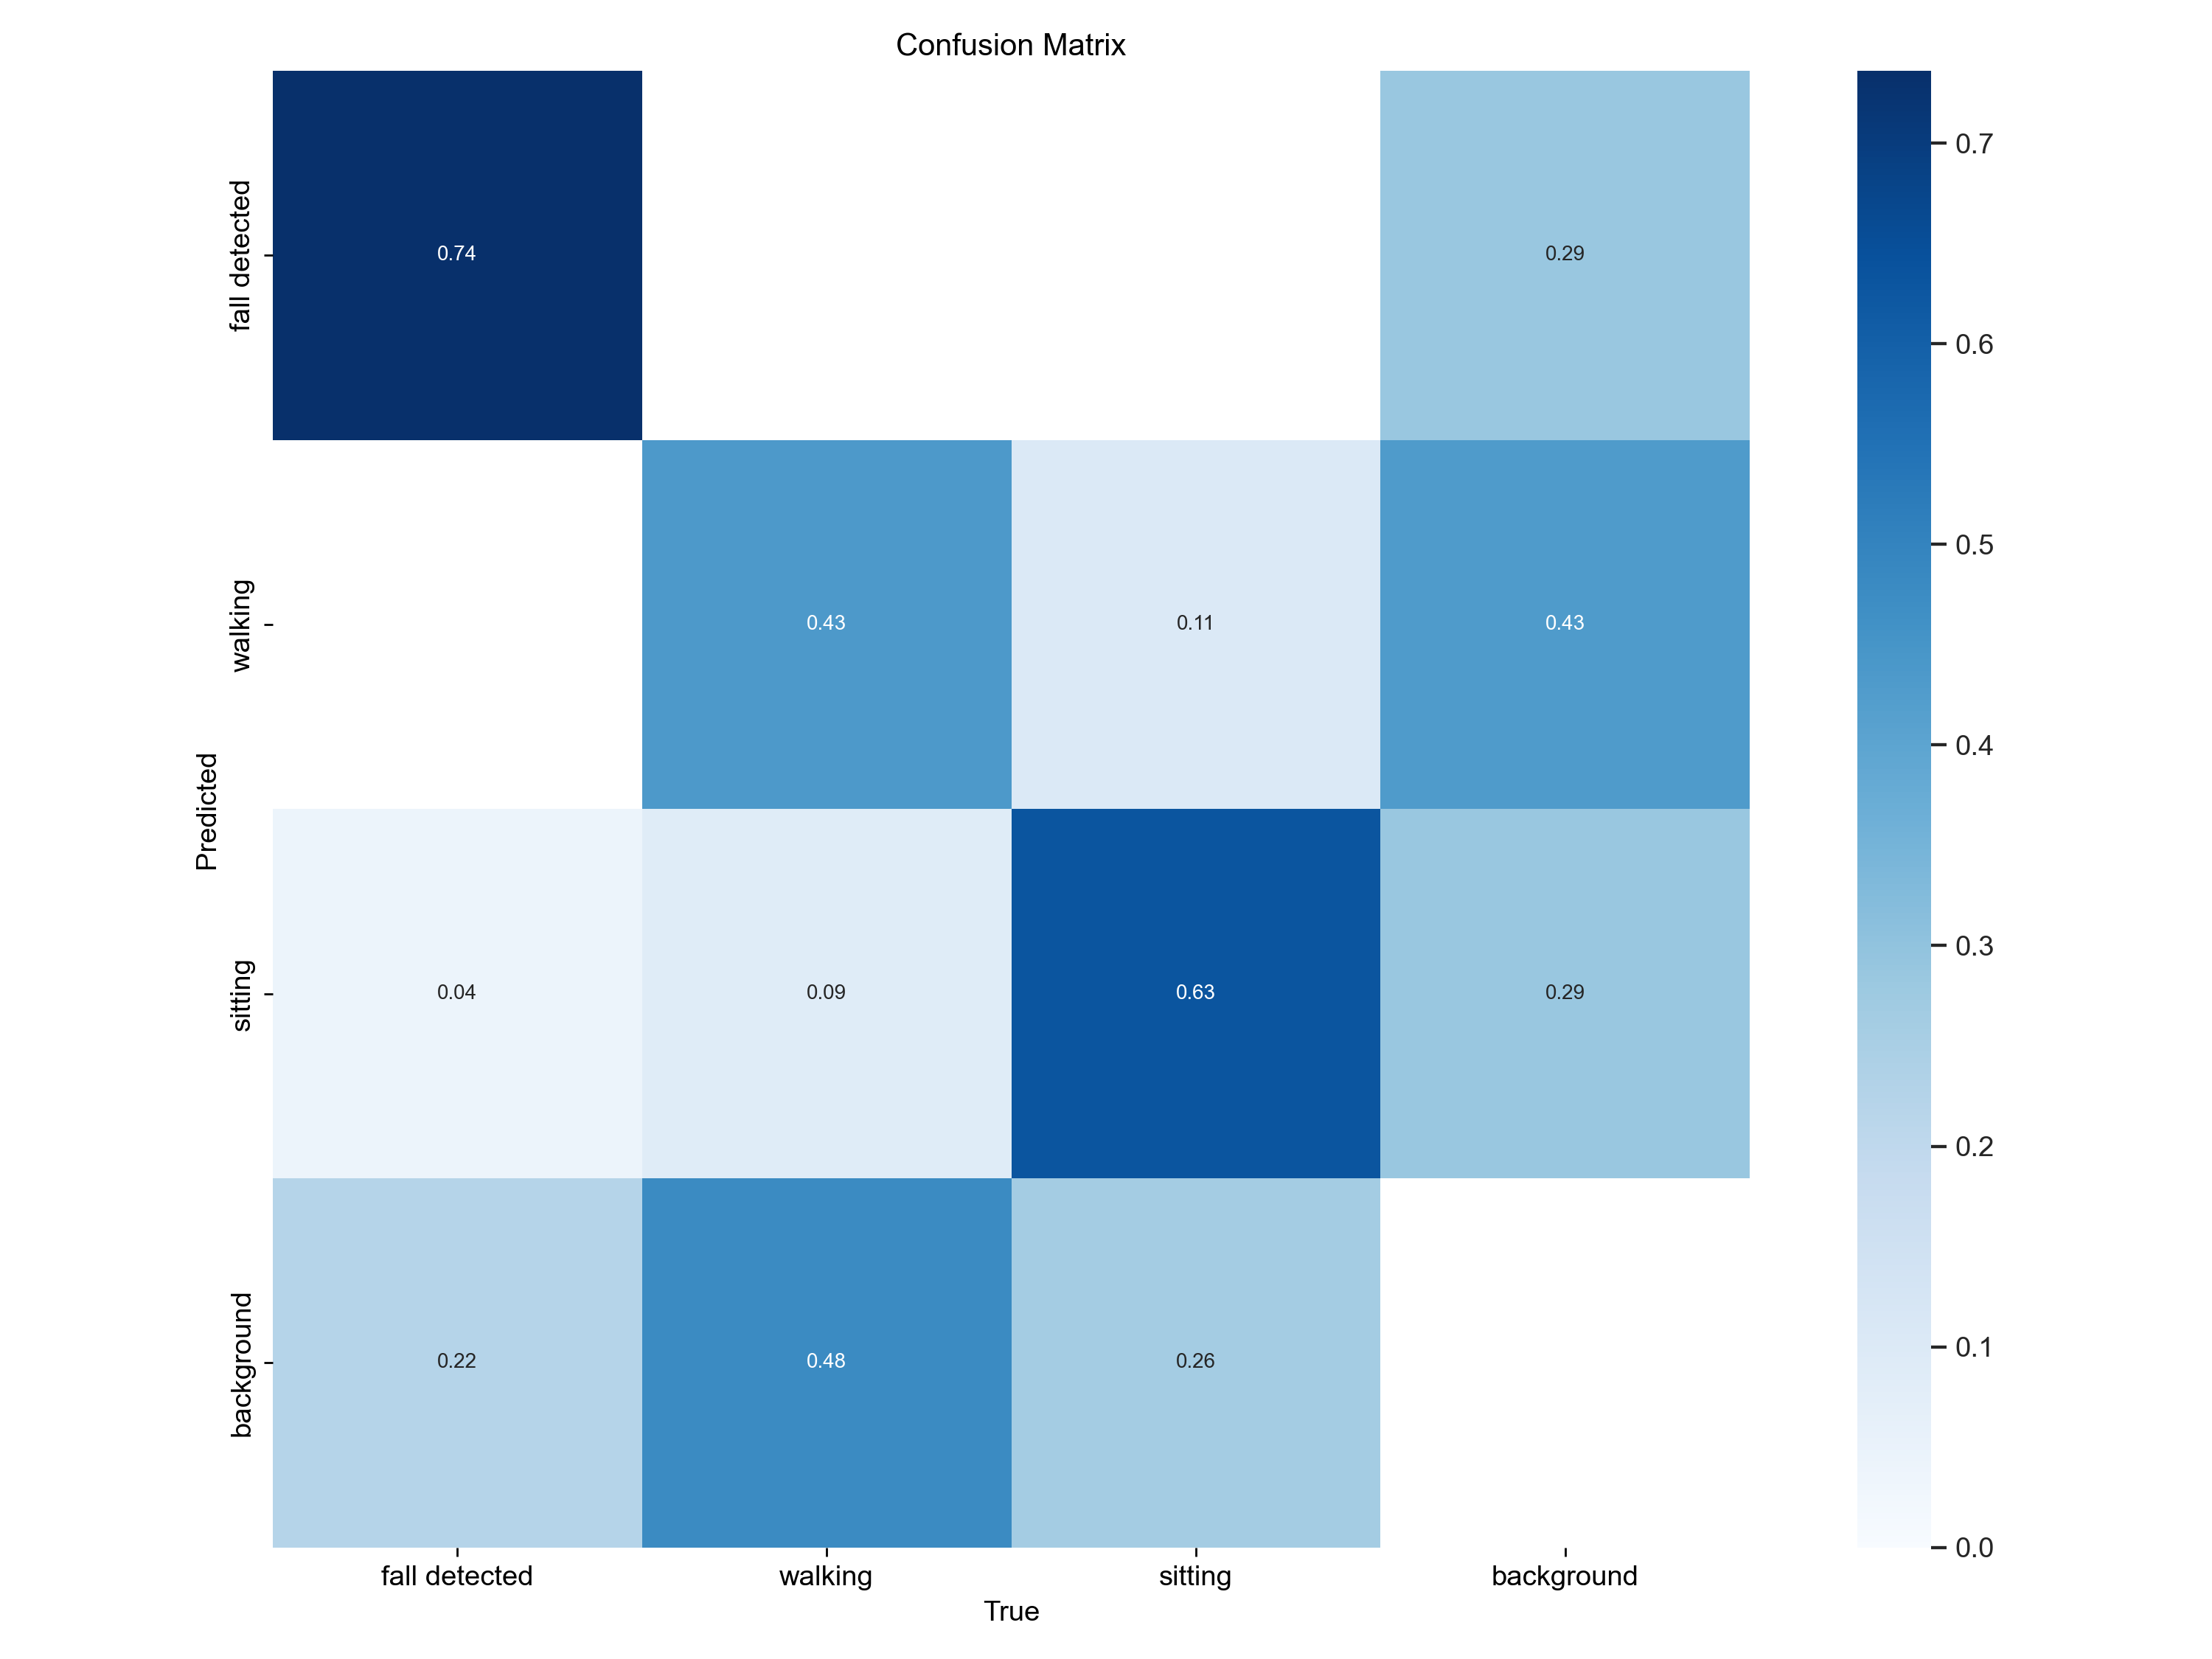 Confusion Matrix
fall detected
0.74
0.29
walking
0.43
0.11
0.43
sitting
0.04
0.09
0.63
0.29
background
0.22
0.48
0.26
Predicted
fall detected
walking
sitting
background
True
0.7
0.6
0.5
0.4
0.3
0.2
0.1
0.0